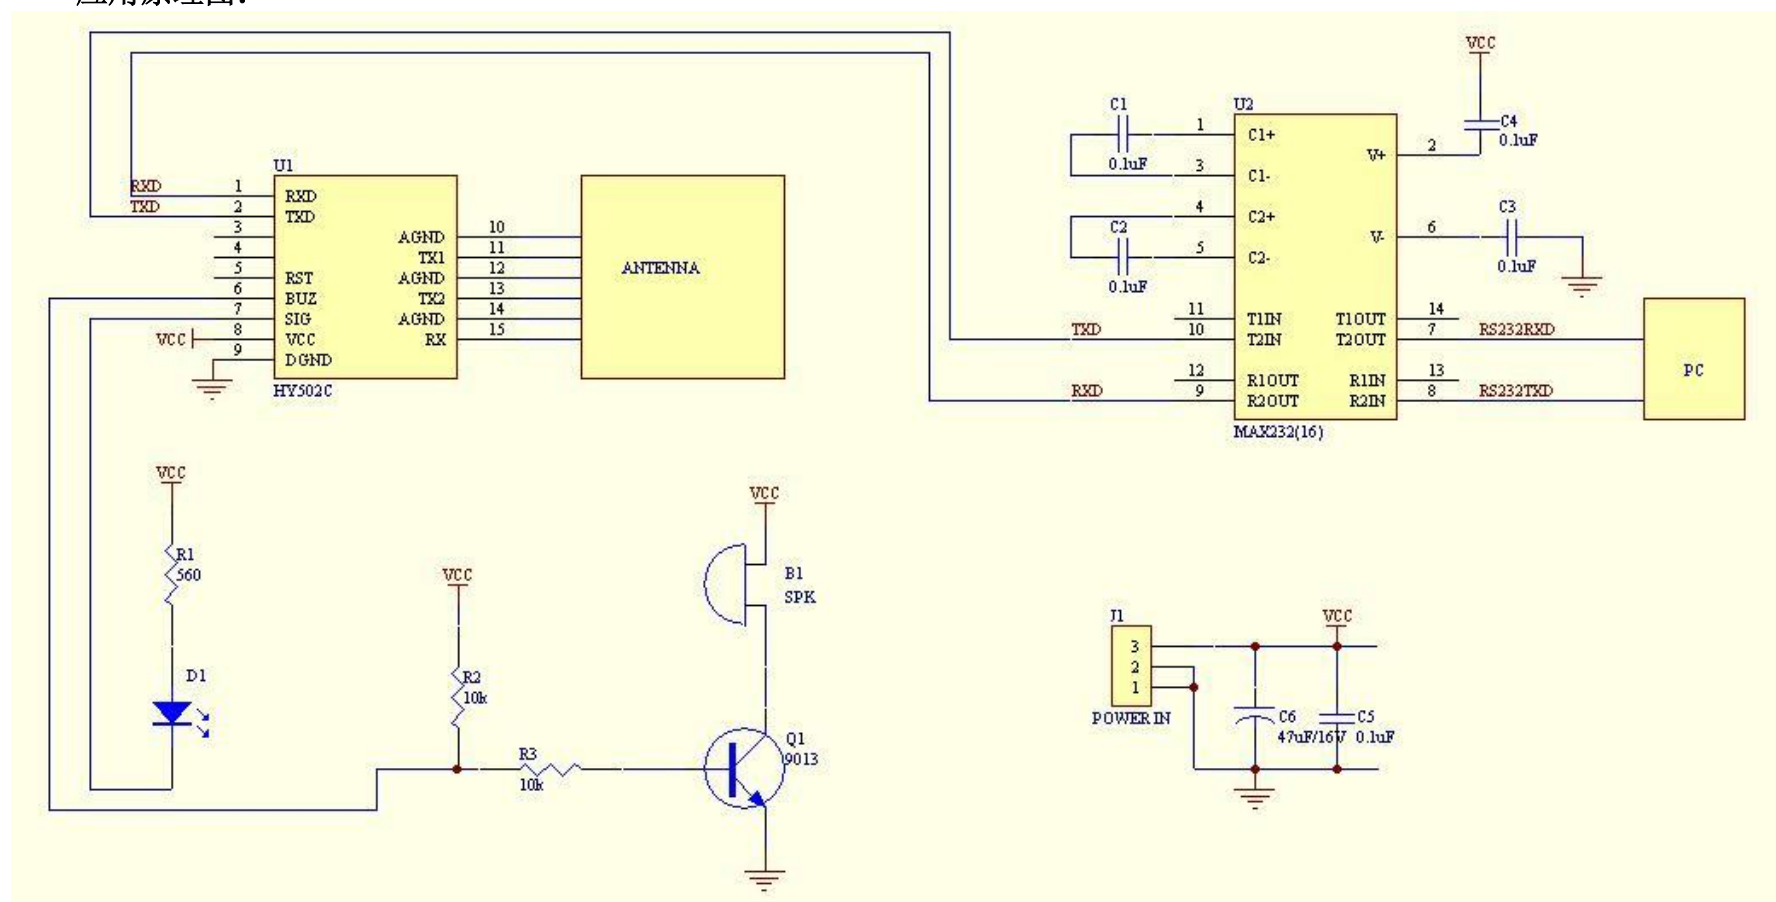 应用原理图:
VCC
C1
0.1uF
U2
1 C1+
3 C1-
4 C2+
5 C2-
C2
0.1uF
V+ 2
C4
0.1uF
V- 6
C3
0.1uF
TXD
11 T1IN
10 T2IN
RXD
12 R1OUT
9 R2OUT
T1OUT 14
T2OUT 7
R1IN 13
R2IN 8
RS232RXD
RS232TXD
PC
MAX232(16)
U1
RXD 1 RXD
TXD 2 TXD
3
4
5 RST
6 BUZ
7 SIG
VCC 8 VCC
9 DGND
AGND 10
TX1 11
AGND 12
TX2 13
AGND 14
RX 15
HY502C
ANTENNA
VCC
R1
560
D1
VCC
R2
10k
R3
10k
VCC
B1
SPK
Q1
9013
J1
3
2
1
POWER IN
VCC
C6
47uF/16V
C5
0.1uF